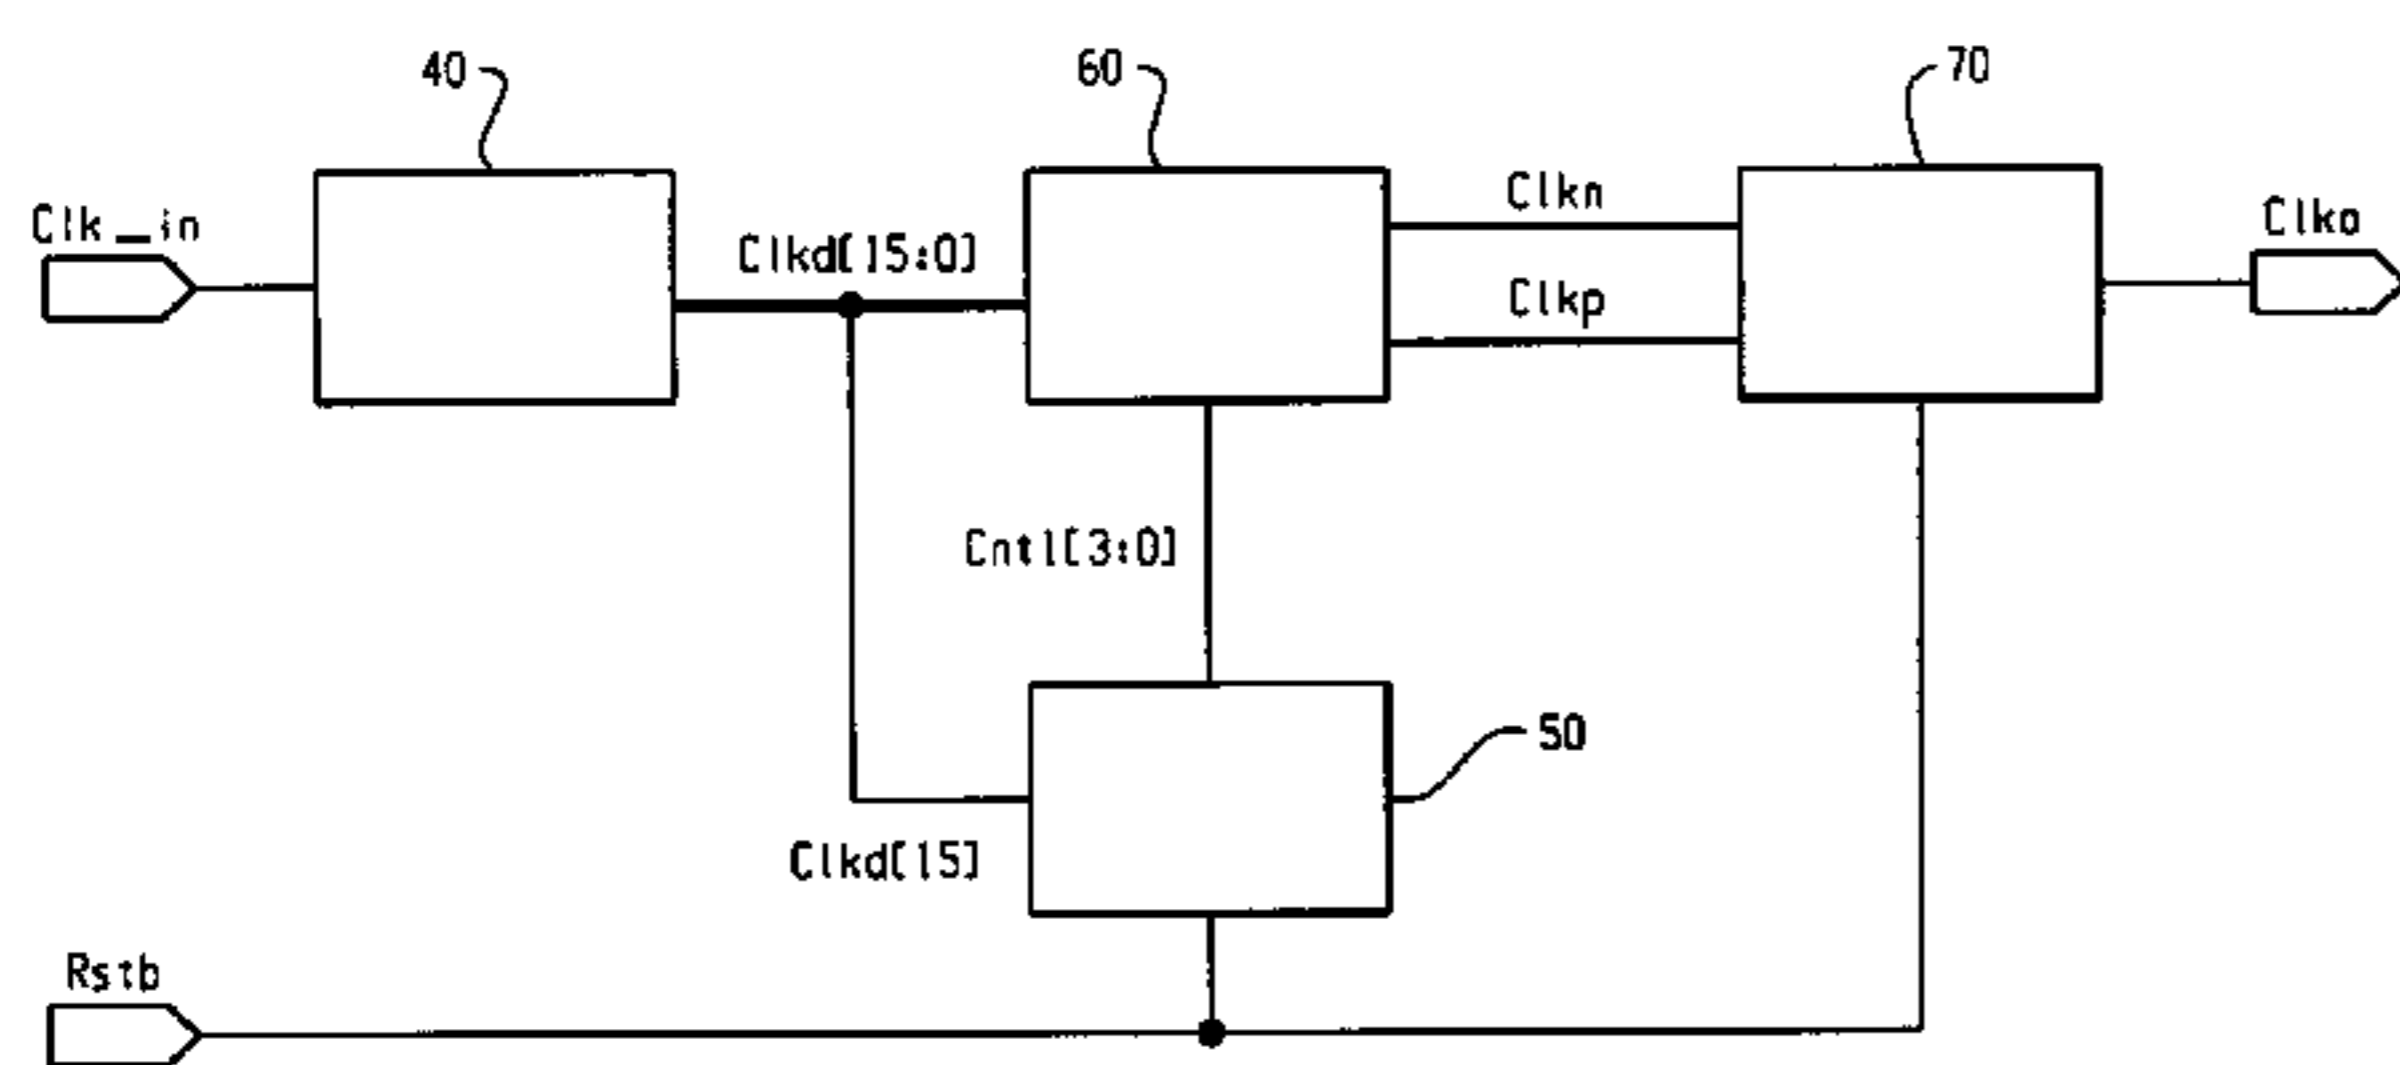 40
60
70
Clk_in
Clkd[15:0]
Clkn
Clkp
Clko
Cntl[3:0]
50
Clkd[15]
Rstb